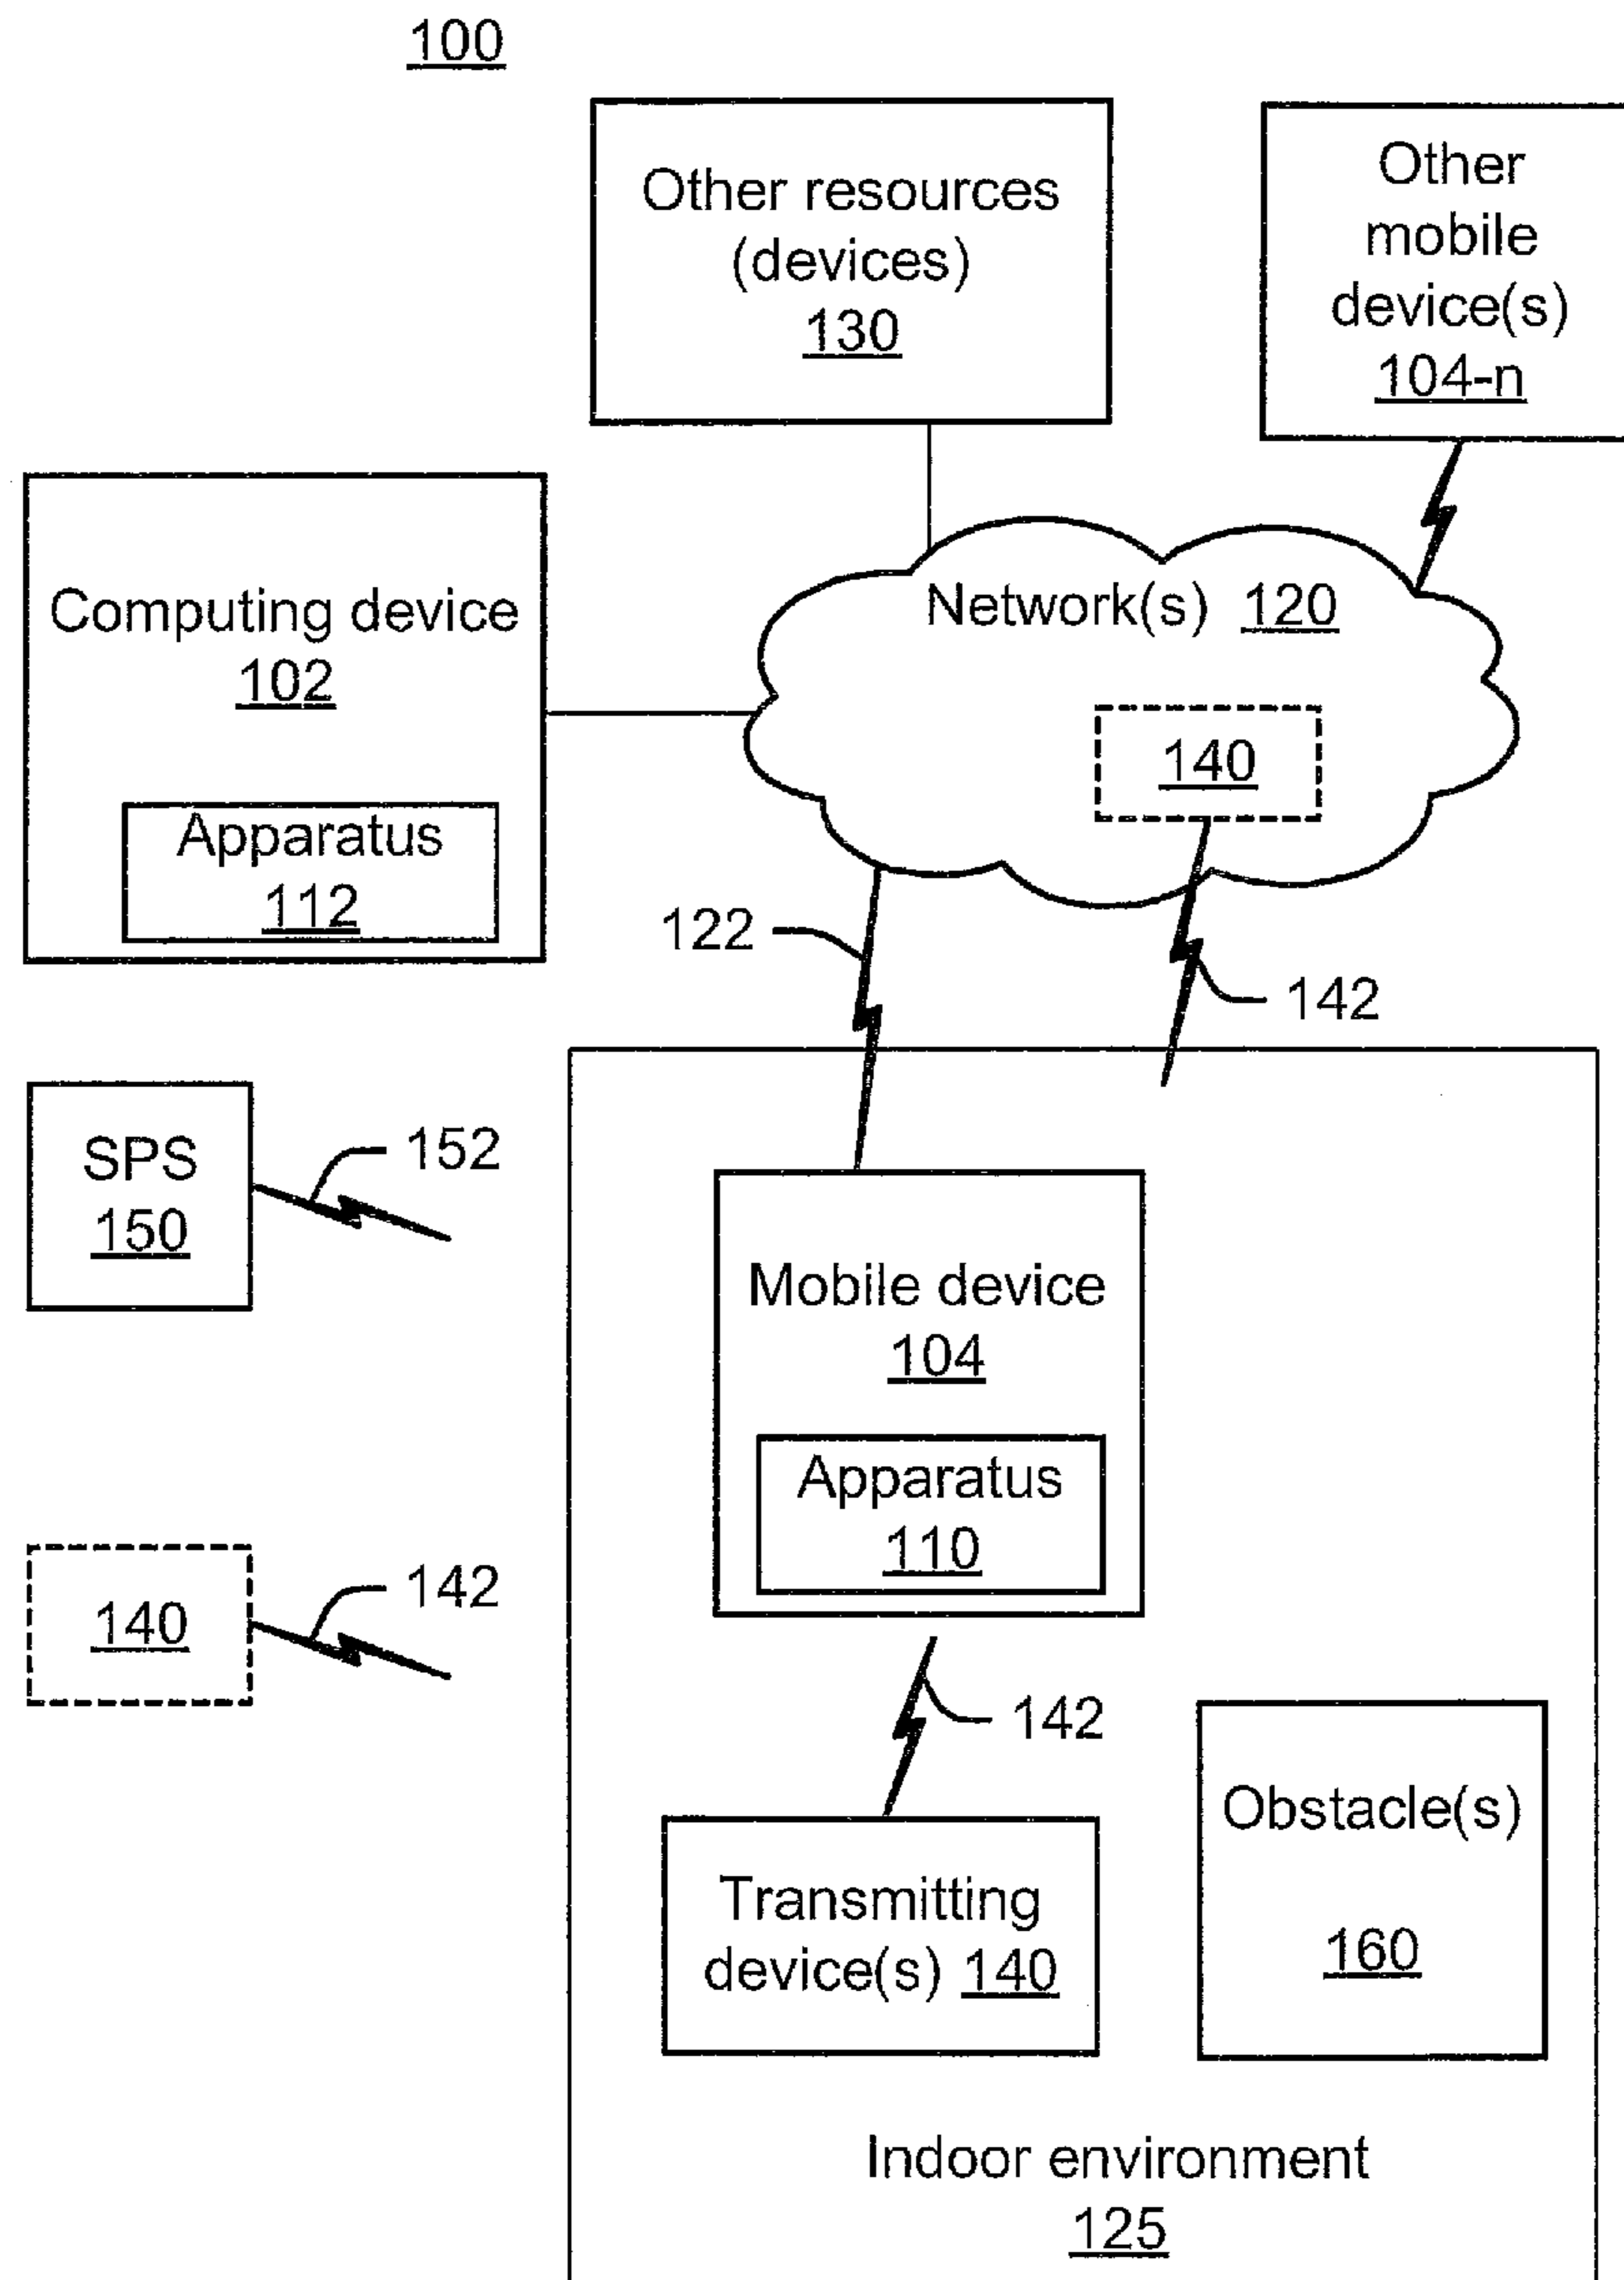 100
Other resources
(devices)
130
Other
mobile
device(s)
104-n
Computing device
102
Apparatus
112
Network(s) 120
140
122
142
SPS
150
152
Mobile device
104
Apparatus
110
140
142
142
Transmitting
device(s) 140
Obstacle(s)
160
Indoor environment
125